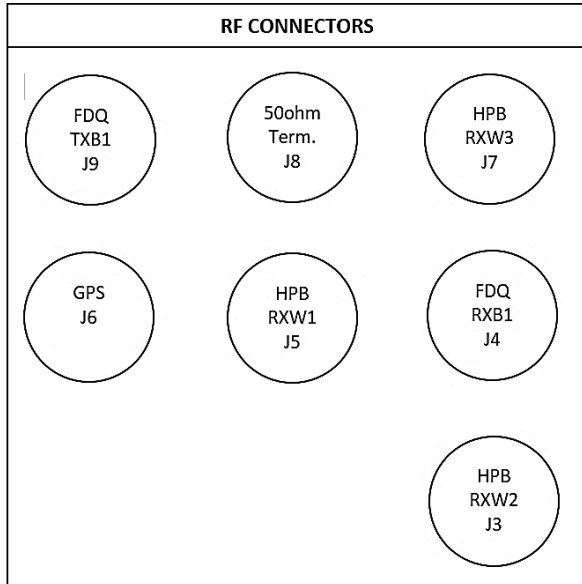 RF CONNECTORS
FDQ
TXB1
J9
50ohm
Term.
J8
HPB
RXW3
J7
GPS
J6
HPB
RXW1
J5
FDQ
RXB1
J4
HPB
RXW2
J3